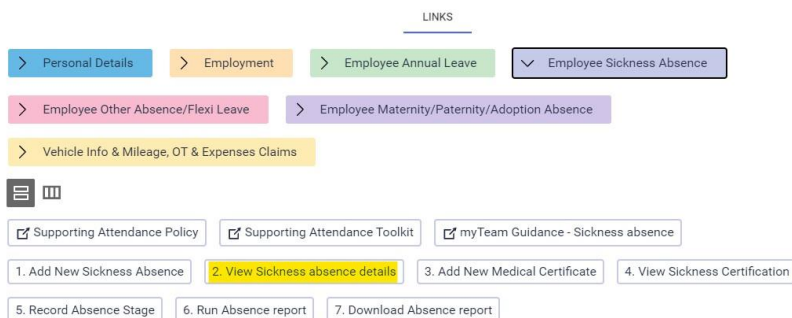 LINKS
Personal Details Employment Employee Annual Leave Employee Sickness Absence
Employee Other Absence/Flexi Leave Employee Maternity/Paternity/Adoption Absence
Vehicle Info & Mileage, OT & Expenses Claims
Supporting Attendance Policy Supporting Attendance Toolkit myTeam Guidance - Sickness absence
1. Add New Sickness Absence 2. View Sickness absence details 3. Add New Medical Certificate 4. View Sickness Certification
5. Record Absence Stage 6. Run Absence report 7. Download Absence report